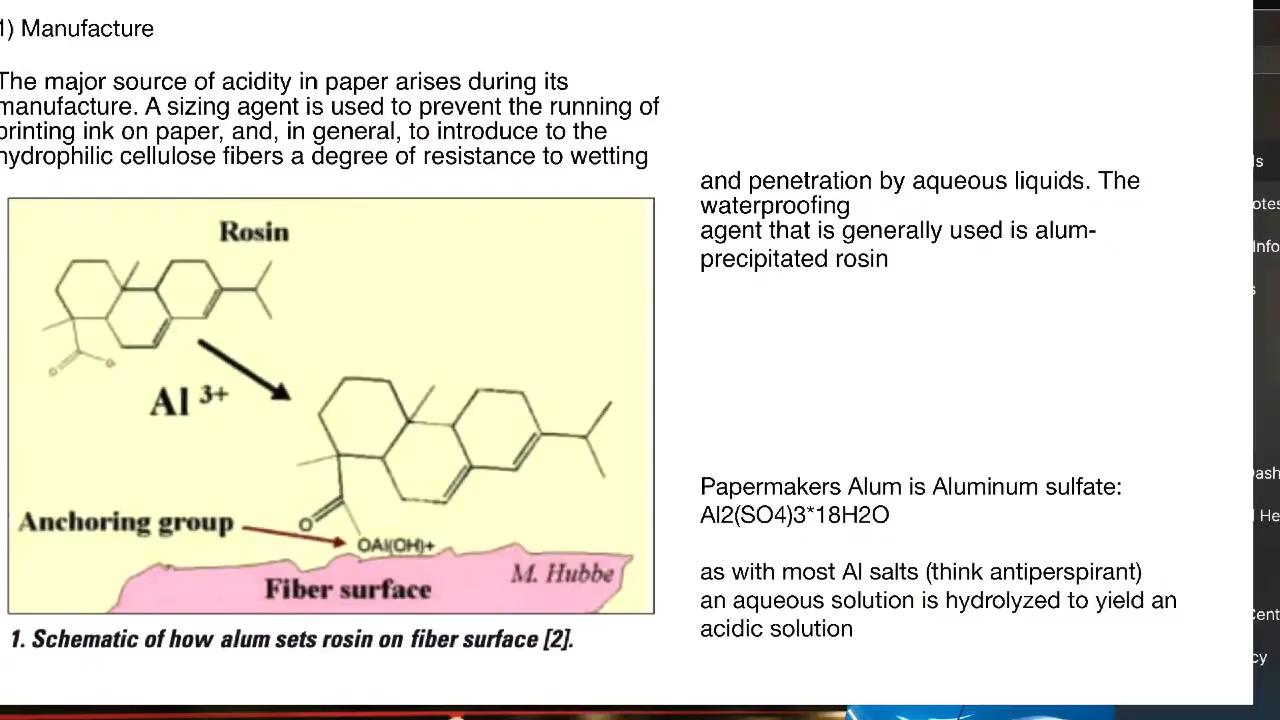 1) Manufacture
The major source of acidity in paper arises during its
manufacture. A sizing agent is used to prevent the running of
printing ink on paper, and, in general, to introduce to the
hydrophilic cellulose fibers a degree of resistance to wetting
and penetration by aqueous liquids. The
waterproofing
agent that is generally used is alum-
precipitated rosin
Rosin
Al 3+
O
Anchoring group
OAl(OH)+
M. Hubbe
Fiber surface
1. Schematic of how alum sets rosin on fiber surface [2].
Papermakers Alum is Aluminum sulfate:
Al2(SO4)3*18H2O
as with most Al salts (think antiperspirant)
an aqueous solution is hydrolyzed to yield an
acidic solution